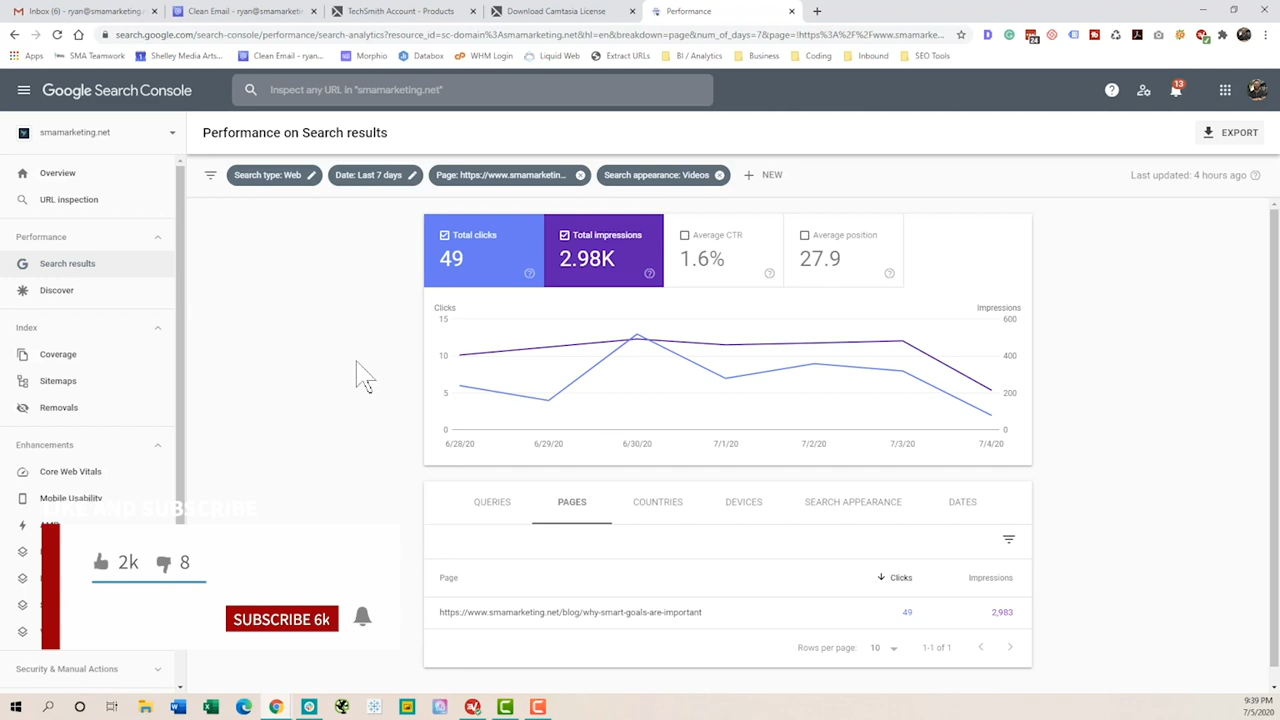 Inbox (6) - ryan@smamarketing.n
Clean Email - ryan@smamarketin
TechSmith Account - Products
Download Camtasia License
Performance
search.google.com/search-console/performance/search-analytics?resource_id=sc-domain%3Asmamarketing.net&hl=en&breakdown=page&num_of_days=7&page=!https%3A%2F%2Fwww.smamarke...
24
Apps
SMA Teamwork
Shelley Media Arts...
Clean Email - ryan...
Morphio
Databox
WHM Login
Liquid Web
Extract URLs
BI / Analytics
Business
Coding
Inbound
SEO Tools
Google Search Console
Inspect any URL in "smamarketing.net"
13
smamarketing.net
Performance on Search results
EXPORT
Search type: Web
Date: Last 7 days
Page: https://www.smamarketin...
Search appearance: Videos
NEW
Last updated: 4 hours ago
Overview
URL inspection
Performance
Search results
Discover
Index
Coverage
Sitemaps
Removals
Enhancements
Core Web Vitals
Mobile Usability
Security & Manual Actions
Total clicks
49
Total impressions
2.98K
Average CTR
1.6%
Average position
27.9
Clicks
Impressions
15
600
10
400
5
200
0
0
6/28/20
6/29/20
6/30/20
7/1/20
7/2/20
7/3/20
7/4/20
QUERIES
PAGES
COUNTRIES
DEVICES
SEARCH APPEARANCE
DATES
Page
Clicks
Impressions
https://www.smamarketing.net/blog/why-smart-goals-are-important
49
2,983
Rows per page:
10
1-1 of 1
LIKE AND SUBSCRIBE
2k
8
SUBSCRIBE 6k
9:39 PM
7/5/2020